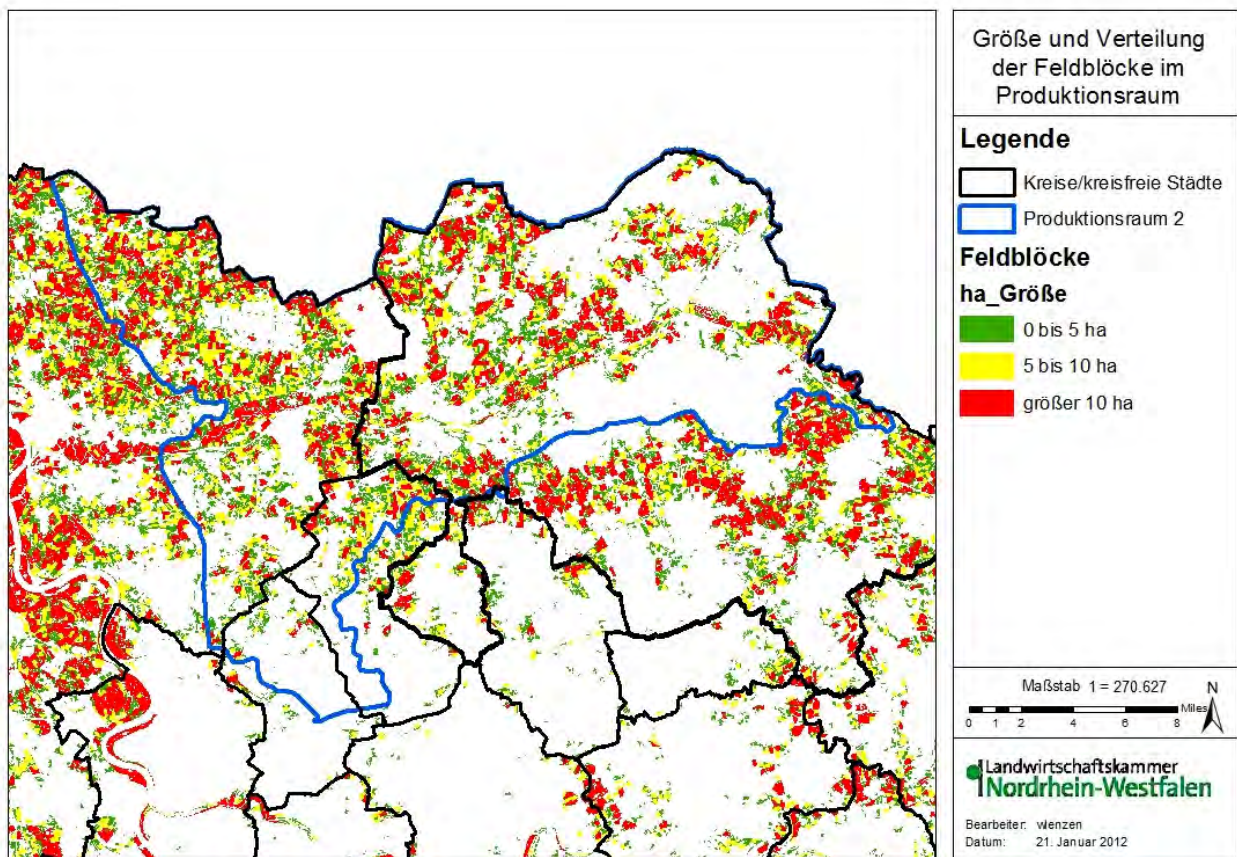 Größe und Verteilung
der Feldblöcke im
Produktionsraum
Legende
Kreise/kreisfreie Städte
Produktionsraum 2
Feldblöcke
ha_Größe
0 bis 5 ha
5 bis 10 ha
größer 10 ha
2
Maßstab 1 = 270.627
N
Miles
0 1 2 4 6 8
Landwirtschaftskammer
Nordrhein-Westfalen
Bearbeiter: wienzen
Datum: 21. Januar 2012